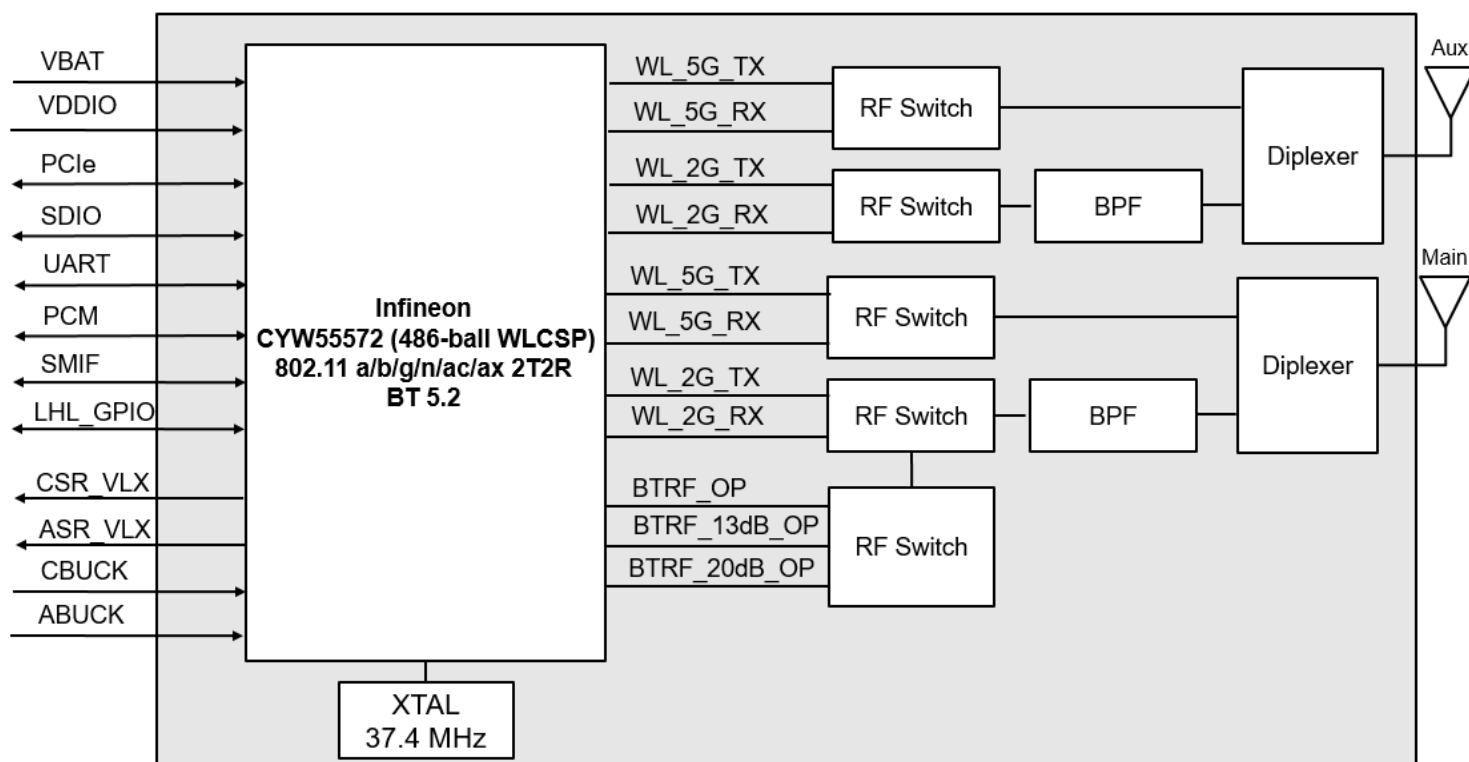 VBAT
VDDIO
PCIe
SDIO
UART
PCM
SMIF
LHL_GPIO
CSR_VLX
ASR_VLX
CBUCK
ABUCK
Infineon
CYW55572 (486-ball WLCSP)
802.11 a/b/g/n/ac/ax 2T2R
BT 5.2
XTAL
37.4 MHz
WL_5G_TX
WL_5G_RX
WL_2G_TX
WL_2G_RX
WL_5G_TX
WL_5G_RX
WL_2G_TX
WL_2G_RX
BTRF_OP
BTRF_13dB_OP
BTRF_20dB_OP
RF Switch
RF Switch
BPF
RF Switch
RF Switch
BPF
RF Switch
Diplexer
Diplexer
Aux
Main